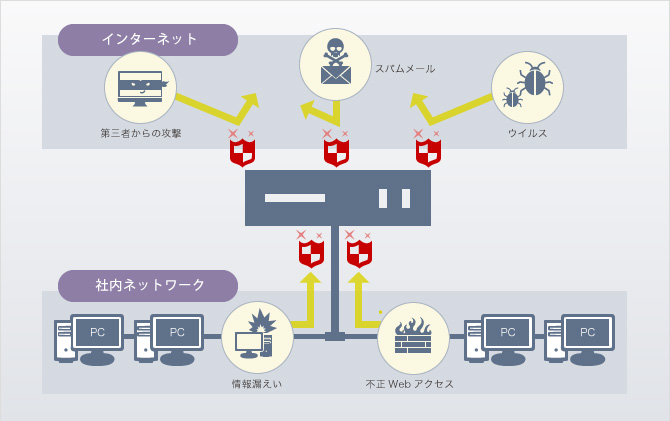 インターネット
スパムメール
第三者からの攻撃
ウイルス
社内ネットワーク
PC
PC
PC
PC
情報漏えい
不正 Web アクセス